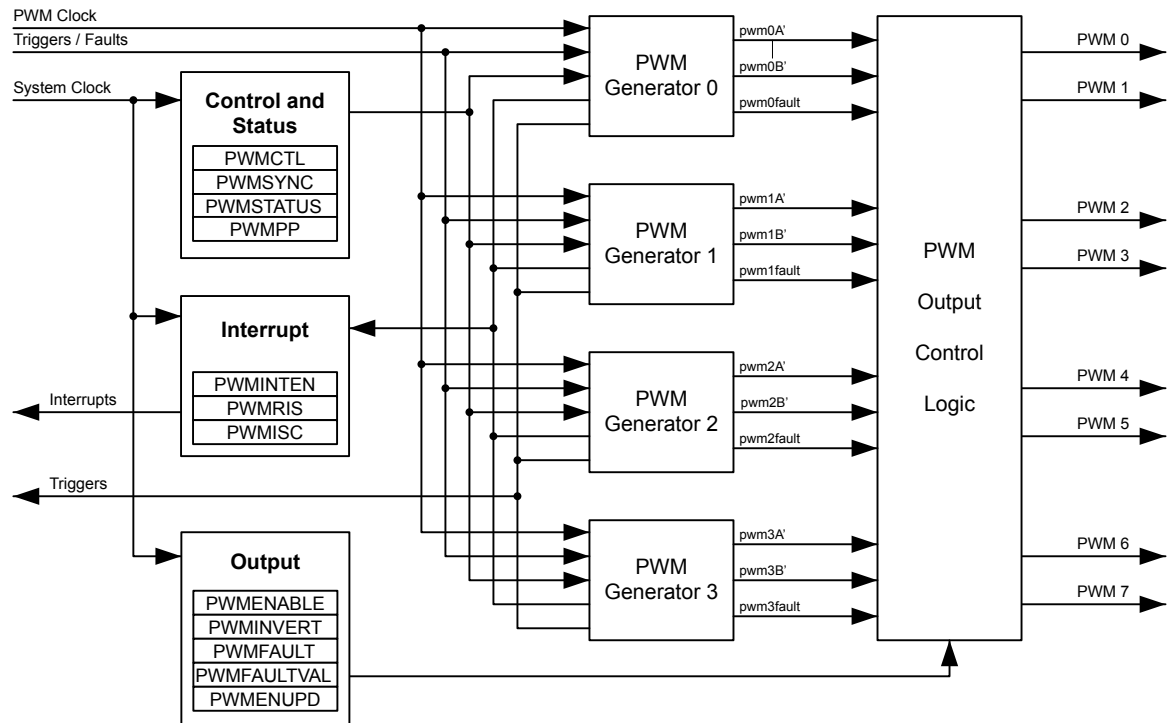 PWM Clock
Triggers / Faults
System Clock
Control and
Status
PWMCTL
PWMSYNC
PWMSTATUS
PWMPP
Interrupt
PWMINTEN
PWMRIS
PWMISC
Interrupts
Triggers
Output
PWMENABLE
PWMINVERT
PWMFAULT
PWMFAULTVAL
PWMENUPD
PWM
Generator 0
pwm0A’
pwm0B’
pwm0fault
PWM
Generator 1
pwm1A’
pwm1B’
pwm1fault
PWM
Generator 2
pwm2A’
pwm2B’
pwm2fault
PWM
Generator 3
pwm3A’
pwm3B’
pwm3fault
PWM
Output
Control
Logic
PWM 0
PWM 1
PWM 2
PWM 3
PWM 4
PWM 5
PWM 6
PWM 7